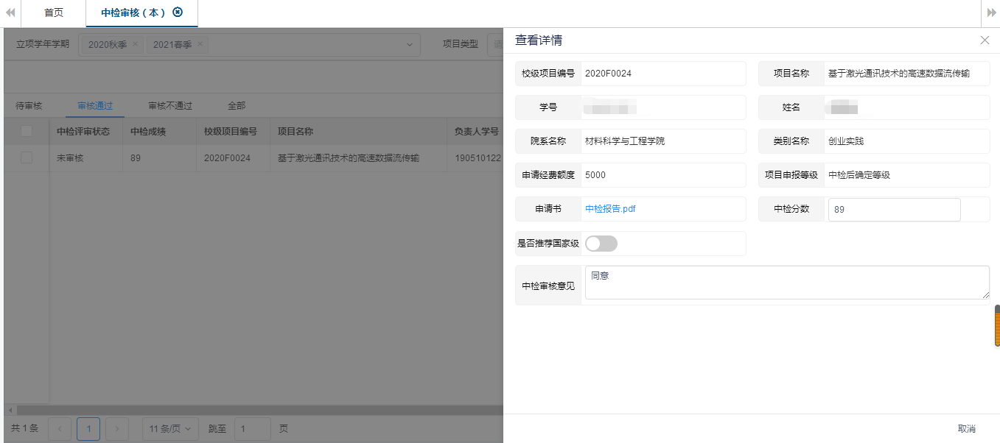 首页
中检审核（本）
立项学年学期
2020秋季
2021春季
项目类型
请
待审核
审核通过
审核不通过
全部
中检评审状态
中检成绩
校级项目编号
项目名称
负责人学号
未审核
89
2020F0024
基于激光通讯技术的高速数据流传输
190510122
共 1 条
1
11 条/页
跳至
1
页
查看详情
校级项目编号
2020F0024
项目名称
基于激光通讯技术的高速数据流传输
学号
姓名
院系名称
材料科学与工程学院
类别名称
创业实践
申请经费额度
5000
项目申报等级
中检后确定等级
申请书
中检报告.pdf
中检分数
89
是否推荐国家级
中检审核意见
同意
取消